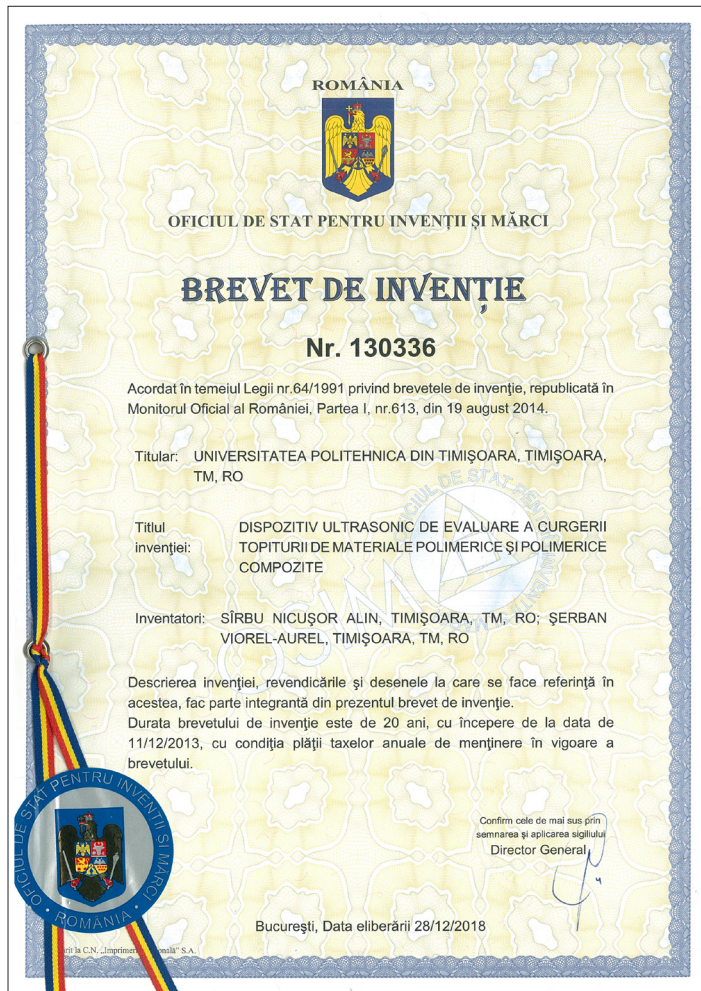 ROMÂNIA
OFICIUL DE STAT PENTRU INVENȚII ȘI MĂRCI
BREVET DE INVENȚIE
Nr. 130336
Acordat în temeiul Legii nr.64/1991 privind brevetele de invenție, republicată în
Monitorul Oficial al României, Partea I, nr.613, din 19 august 2014.
Titular: UNIVERSITATEA POLITEHNICA DIN TIMIȘOARA, TIMIȘOARA,
TM, RO
Titlul invenției: DISPOZITIV ULTRASONIC DE EVALUARE A CURGERII
TOPITURII DE MATERIALE POLIMERICE ȘI POLIMERICE
COMPOZITE
Inventatori: SÎRBU NICUȘOR ALIN, TIMIȘOARA, TM, RO; ȘERBAN
VIOREL-AUREL, TIMIȘOARA, TM, RO
Descrierea invenției, revendicările și desenele la care se face referință în
acestea, fac parte integrantă din prezentul brevet de invenție.
Durata brevetului de invenție este de 20 ani, cu începere de la data de
11/12/2013, cu condiția plății taxelor anuale de menținere în vigoare a
brevetului.
Confirm cele de mai sus prin
semnarea și aplicarea sigiliului
Director General
OFICIUL DE STAT PENTRU INVENTII SI MARCI
• ROMÂNIA •
București, Data eliberării 28/12/2018
la C.N. „Imprimeria S.A.
OSIM